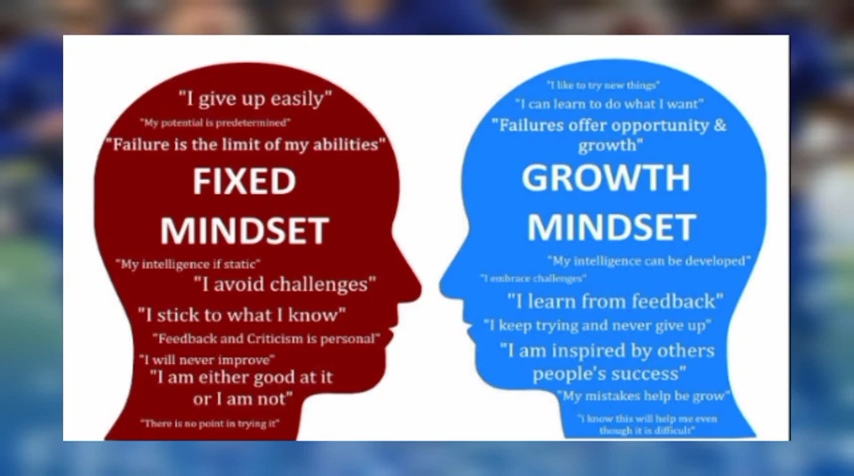 "I give up easily"
"My potential is predetermined"
"Failure is the limit of my abilities"
FIXED
MINDSET
"My intelligence if static"
"I avoid challenges"
"I stick to what I know"
"Feedback and Criticism is personal"
"I will never improve"
"I am either good at it
or I am not"
"There is no point in trying it"
"I like to try new things"
"I can learn to do what I want"
"Failures offer opportunity &
growth"
GROWTH
MINDSET
"My intelligence can be developed"
"I embrace challenges"
"I learn from feedback"
"I keep trying and never give up"
"I am inspired by others
people's success"
"My mistakes help be grow"
"i know this will help me even
though it is difficult"